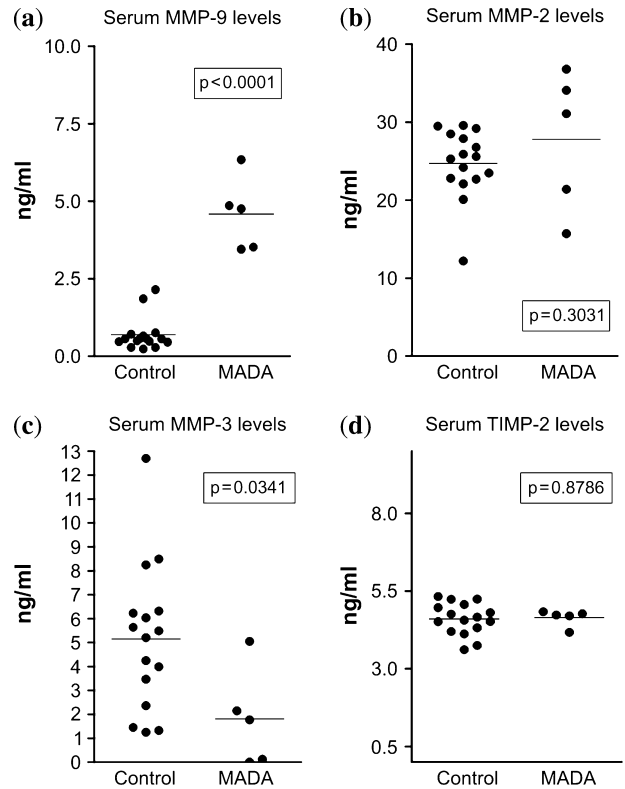 (a) Serum MMP-9 levels
10.0
7.5
5.0
2.5
0.0
ng/ml
p<0.0001
Control MADA
(b) Serum MMP-2 levels
40
30
20
10
0
ng/ml
p=0.3031
Control MADA
(c) Serum MMP-3 levels
13
12
11
10
9
8
7
6
5
4
3
2
1
0
ng/ml
p=0.0341
Control MADA
(d) Serum TIMP-2 levels
8.0
5.5
3.0
0.5
ng/ml
p=0.8786
Control MADA